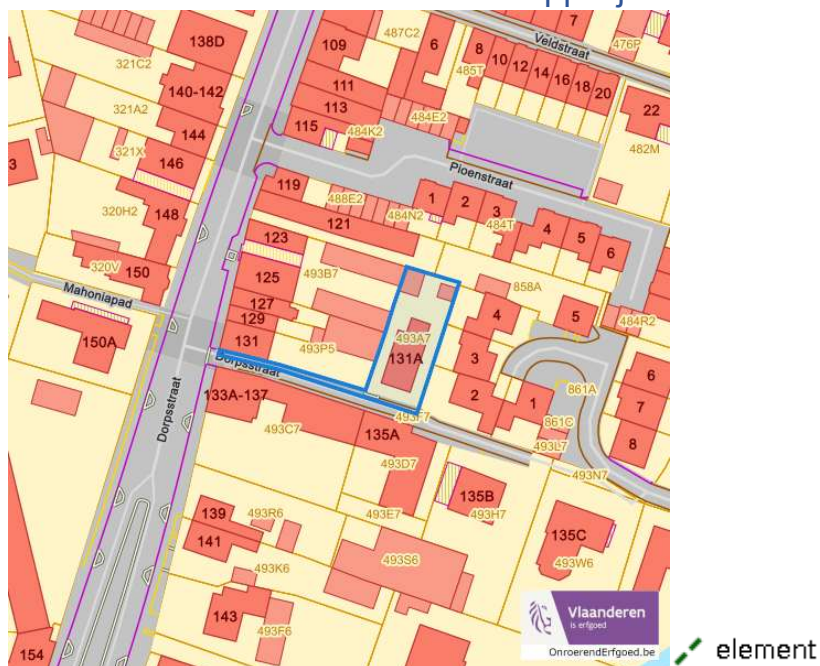 138D
109
487C2
6
8
10
12
14
16
18
20
7
Veldstraat
476P
321C2
485T
140-142
111
22
321A2
113
484E2
144
115
484K2
482M
321X
3
146
Ploenstraat
119
1
2
3
488E2
484N2
484T
320H2
148
121
4
5
6
123
320V
150
493B7
858A
Mahoniapad
125
127
4
5
484R2
129
493A7
150A
131
493P5
131A
3
Dorpsstraat
6
133A-137
2
1
861A
7
493F7
861C
Dorpsstraat
493C7
135A
493L7
8
493D7
493N7
135B
139
493R6
493E7
493H7
141
135C
493S6
493W6
493K6
143
493F6
154
Vlaanderen
is erfgoed
OnroerendErfgoed.be
element